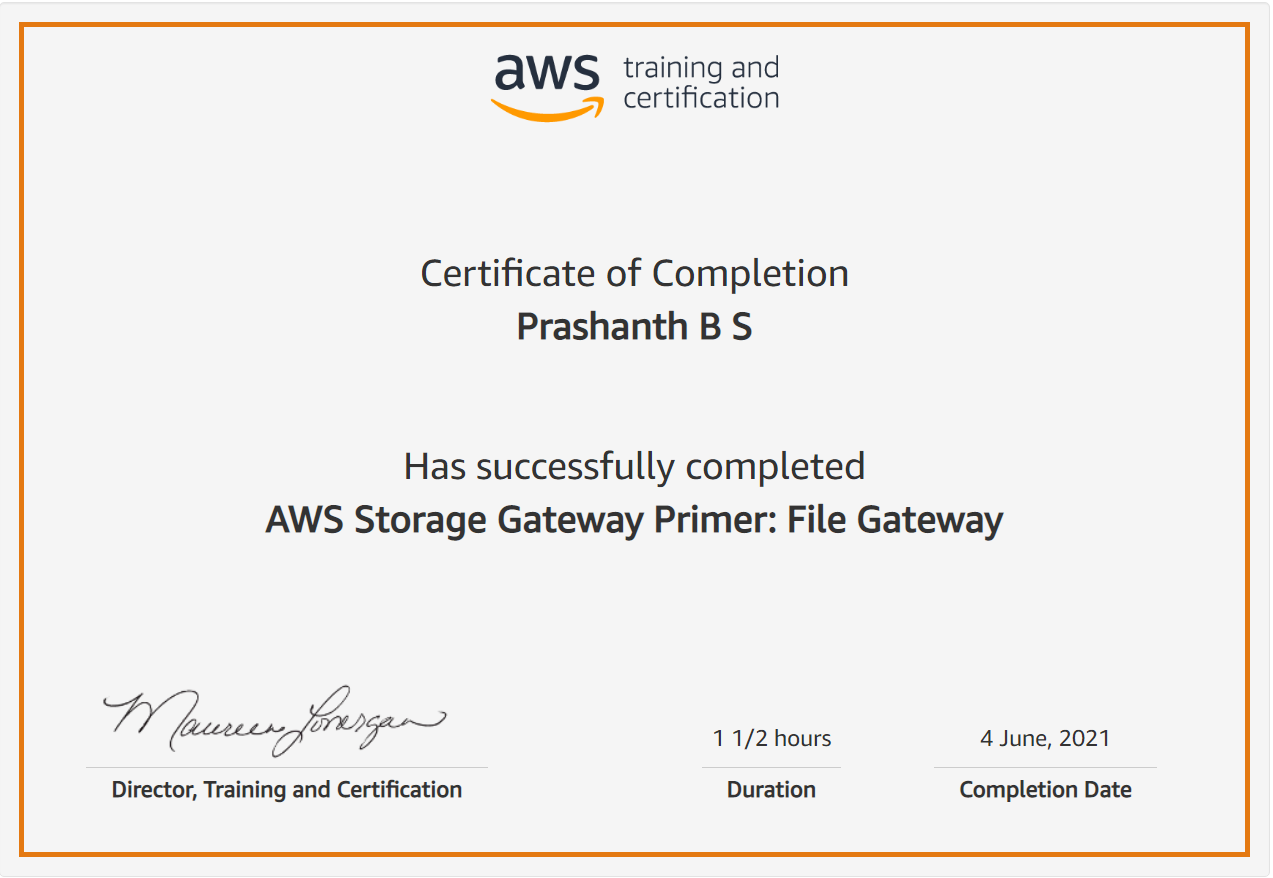 aws training and
certification
Certificate of Completion
Prashanth B S
Has successfully completed
AWS Storage Gateway Primer: File Gateway
Maureen Lonergan
1 1/2 hours
4 June, 2021
Director, Training and Certification
Duration
Completion Date